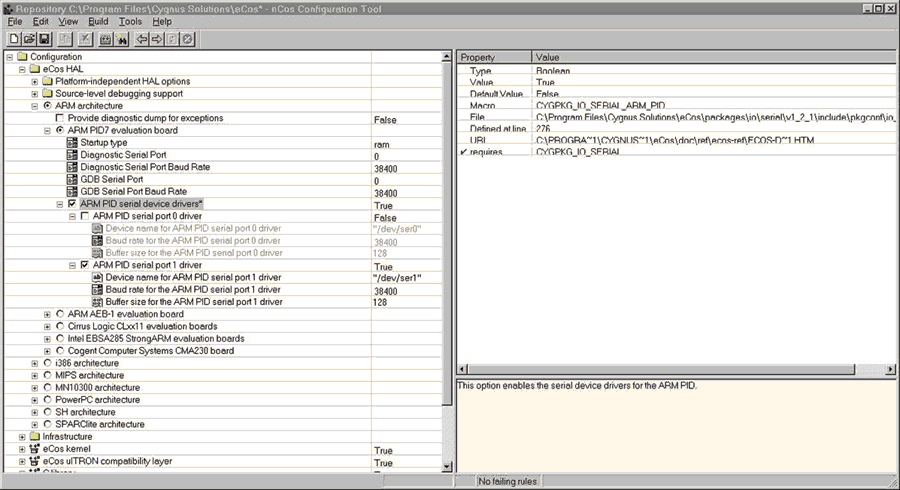 Repository C:\Program Files\Cygnus Solutions\eCos* - eCos Configuration Tool
File Edit View Build Tools Help
Configuration
eCos HAL
Platform-independent HAL options
Source-level debugging support
ARM architecture
Provide diagnostic dump for exceptions False
ARM PID7 evaluation board
Startup type ram
Diagnostic Serial Port 0
Diagnostic Serial Port Baud Rate 38400
GDB Serial Port 0
GDB Serial Port Baud Rate 38400
ARM PID serial device drivers* True
ARM PID serial port 0 driver False
Device name for ARM PID serial port 0 driver "/dev/ser0"
Baud rate for the ARM PID serial port 0 driver 38400
Buffer size for the ARM PID serial port 0 driver 128
ARM PID serial port 1 driver True
Device name for ARM PID serial port 1 driver "/dev/ser1"
Baud rate for the ARM PID serial port 1 driver 38400
Buffer size for the ARM PID serial port 1 driver 128
ARM AEB-1 evaluation board
Cirrus Logic CLxx11 evaluation boards
Intel EBSA285 StrongARM evaluation boards
Cogent Computer Systems CMA230 board
i386 architecture
MIPS architecture
MN10300 architecture
PowerPC architecture
SH architecture
SPARClite architecture
Infrastructure
eCos kernel True
eCos uITRON compatibility layer True
C library
Property Value
Type Boolean
Value True
DefaultValue False
Macro CYGPKG_IO_SERIAL_ARM_PID
File C:\Program Files\Cygnus Solutions\eCos\packages\io\serial\v1_2_1\include\pkgconf\io_
Defined at line 276
URL C:\PROGRA~1\CYGNUS~1\eCos\doc\ref\ecos-ref\ECOS-D~1.HTM
requires CYGPKG_IO_SERIAL
This option enables the serial device drivers for the ARM PID.
No failing rules